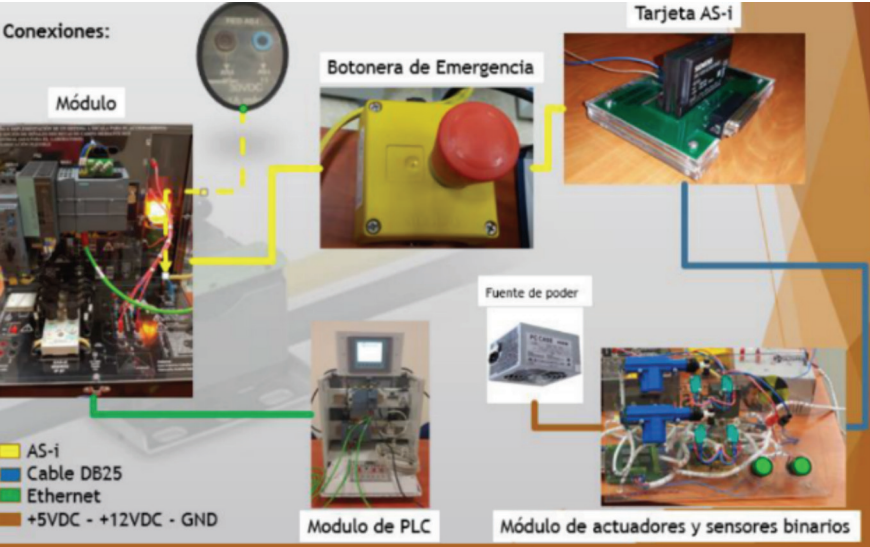 Conexiones:
Tarjeta AS-i
Botonera de Emergencia
Módulo
Fuente de poder
AS-i
Cable DB25
Ethernet
+5VDC - +12VDC - GND
Modulo de PLC
Módulo de actuadores y sensores binarios